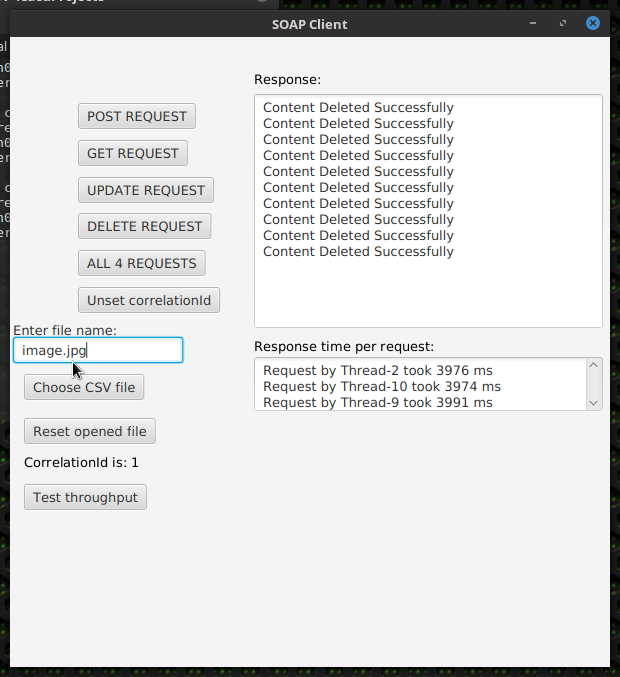 SOAP Client
Response:
POST REQUEST
GET REQUEST
UPDATE REQUEST
DELETE REQUEST
ALL 4 REQUESTS
Unset correlationId
Content Deleted Successfully
Content Deleted Successfully
Content Deleted Successfully
Content Deleted Successfully
Content Deleted Successfully
Content Deleted Successfully
Content Deleted Successfully
Content Deleted Successfully
Content Deleted Successfully
Content Deleted Successfully
Enter file name:
image.jpg
Choose CSV file
Reset opened file
CorrelationId is: 1
Test throughput
Response time per request:
Request by Thread-2 took 3976 ms
Request by Thread-10 took 3974 ms
Request by Thread-9 took 3991 ms